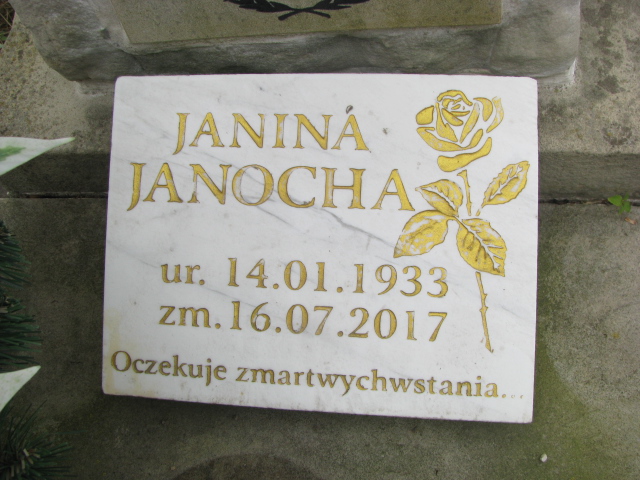 JANINA
JANOCHA
ur. 14.01.1933
zm. 16.07.2017
Oczekuje zmartwychwstania...